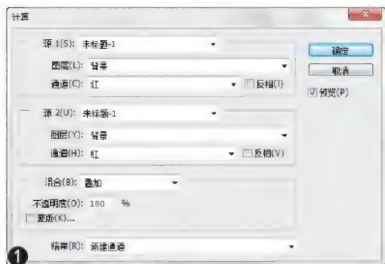 计算
源 1(S): 未标题-1
确定
图层(L): 背景
取消
通道(C): 红
反相(I)
预览(P)
源 2(U): 未标题-1
图层(Y): 背景
通道(H): 红
反相(V)
混合(B): 叠加
不透明度(O): 100 %
蒙版(K)...
结果(R): 新建通道
1